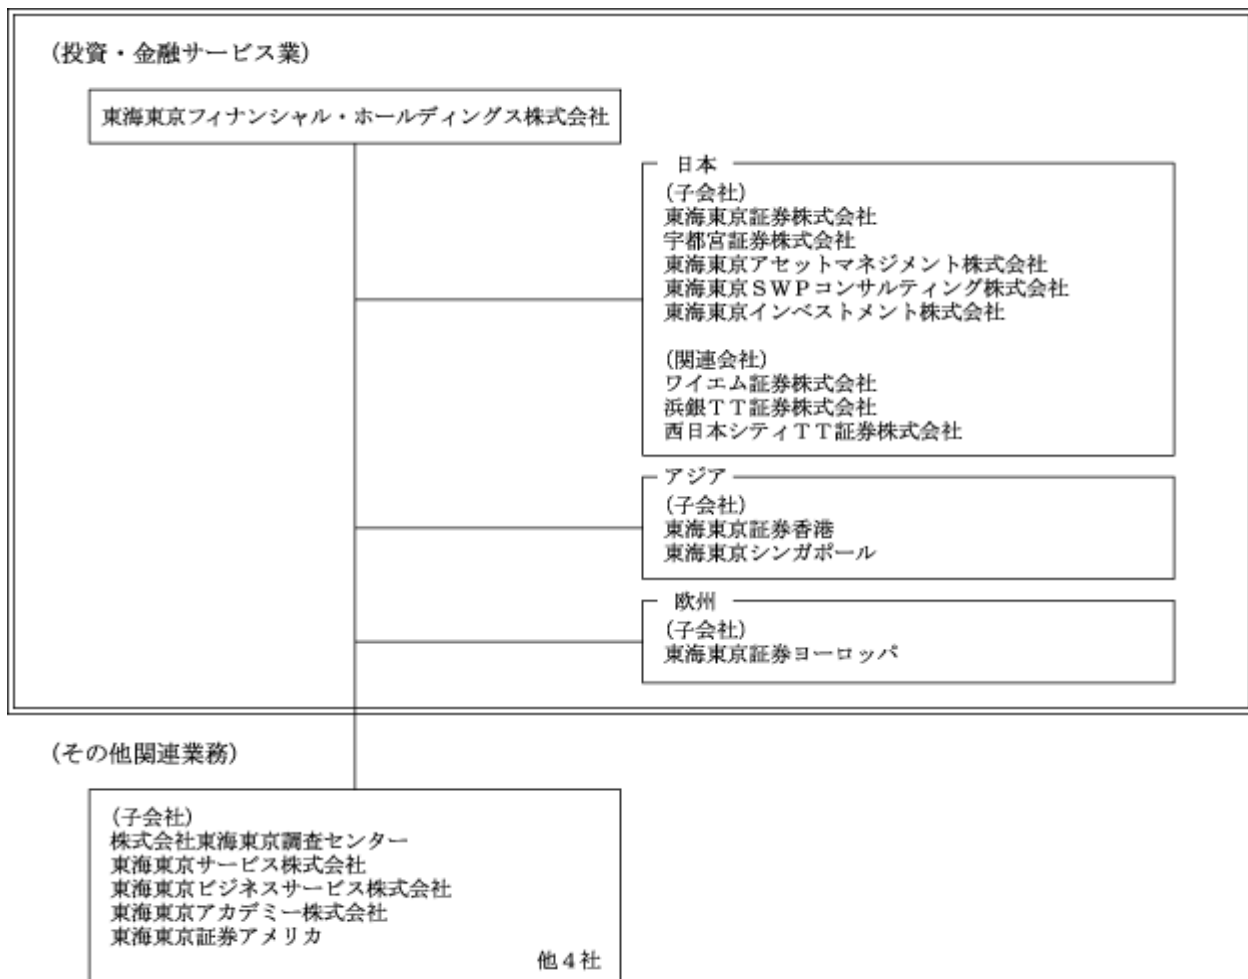 (投資・金融サービス業)
東海東京フィナンシャル・ホールディングス株式会社
日本
(子会社)
東海東京証券株式会社
宇都宮証券株式会社
東海東京アセットマネジメント株式会社
東海東京ＳＷＰコンサルティング株式会社
東海東京インベストメント株式会社
(関連会社)
ワイエム証券株式会社
浜銀ＴＴ証券株式会社
西日本シティＴＴ証券株式会社
アジア
(子会社)
東海東京証券香港
東海東京シンガポール
欧州
(子会社)
東海東京証券ヨーロッパ
(その他関連業務)
(子会社)
株式会社東海東京調査センター
東海東京サービス株式会社
東海東京ビジネスサービス株式会社
東海東京アカデミー株式会社
東海東京証券アメリカ
他４社